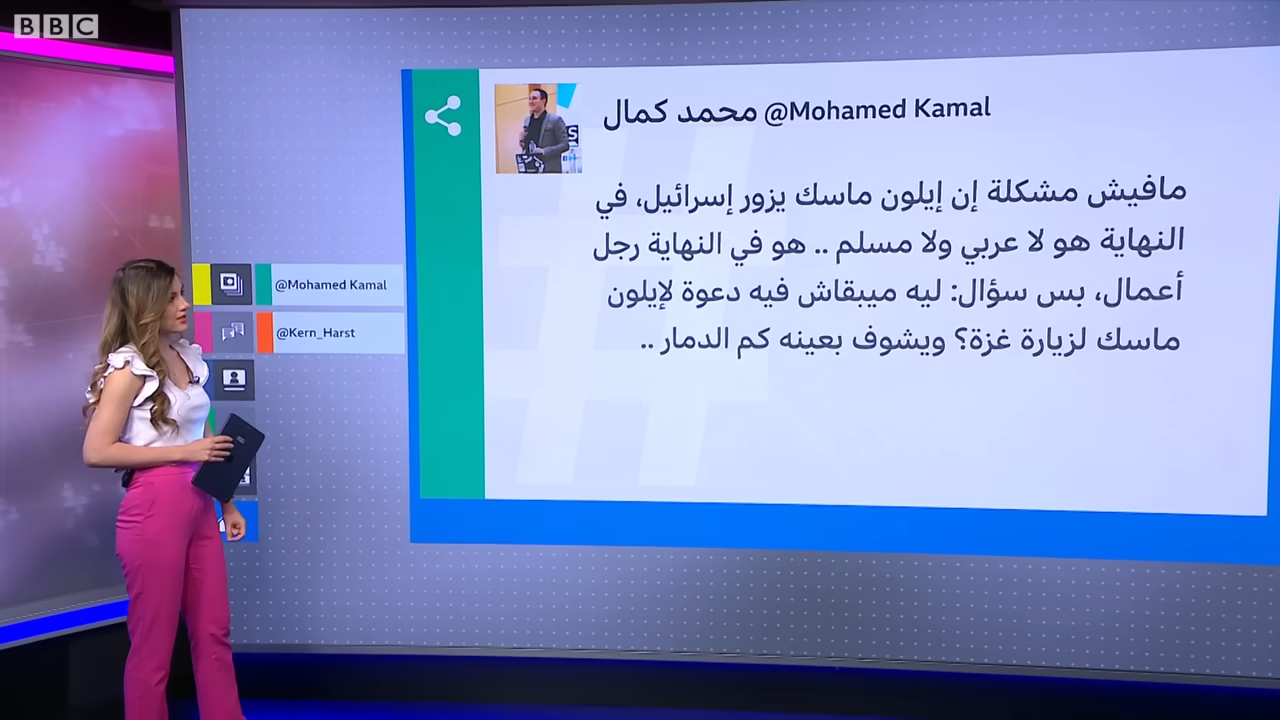 BBC
محمد كمال @Mohamed Kamal
مافيش مشكلة إن إيلون ماسك يزور إسرائيل، في
النهاية هو لا عربي ولا مسلم .. هو في النهاية رجل
أعمال، بس سؤال: ليه ميبقاش فيه دعوة لإيلون
ماسك لزيارة غزة؟ ويشوف بعينه كم الدمار ..
@Mohamed Kamal
@Kern_Harst